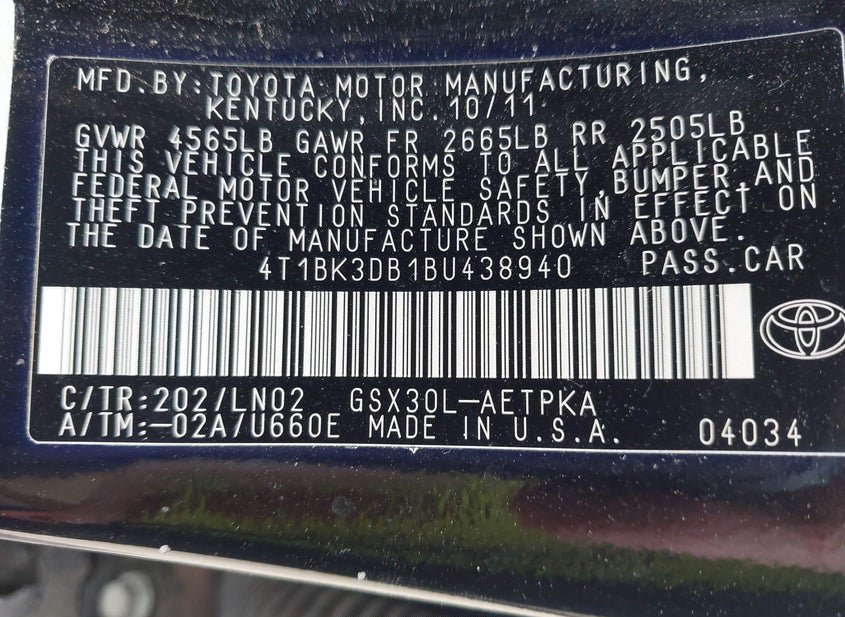 MFD.BY:TOYOTA MOTOR MANUFACTURING,
KENTUCKY,INC.10/11
GVWR 4565LB GAWR FR 2665LB RR 2505LB
THIS VEHICLE CONFORMS TO ALL APPLICABLE
FEDERAL MOTOR VEHICLE SAFETY,BUMPER,AND
THEFT PREVENTION STANDARDS IN EFFECT ON
THE DATE OF MANUFACTURE SHOWN ABOVE.
4T1BK3DB1BU438940 PASS.CAR
C/TR:202/LN02 GSX30L-AETPKA
A/TM:-02A/U660E MADE IN U.S.A. 04034